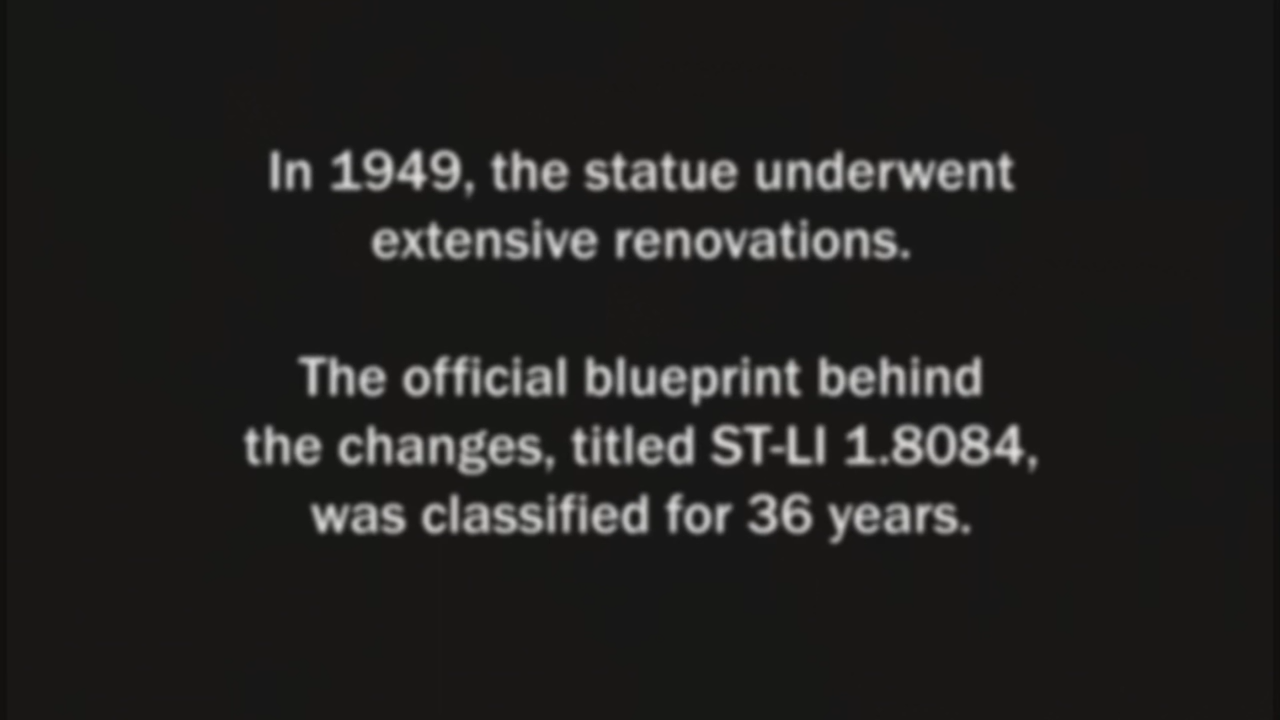 In 1949, the statue underwent
extensive renovations.
The official blueprint behind
the changes, titled ST-LI 1.8084,
was classified for 36 years.